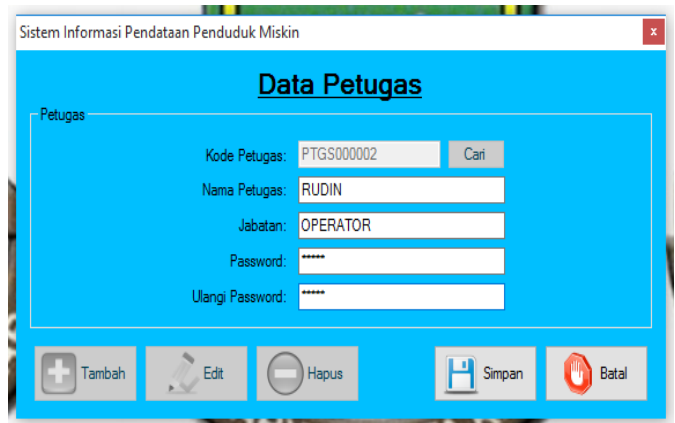 Sistem Informasi Pendataan Penduduk Miskin
x
Data Petugas
Petugas
Kode Petugas: PTGS000002 Cari
Nama Petugas: RUDIN
Jabatan: OPERATOR
Password: *****
Ulangi Password: *****
Tambah Edit Hapus Simpan Batal